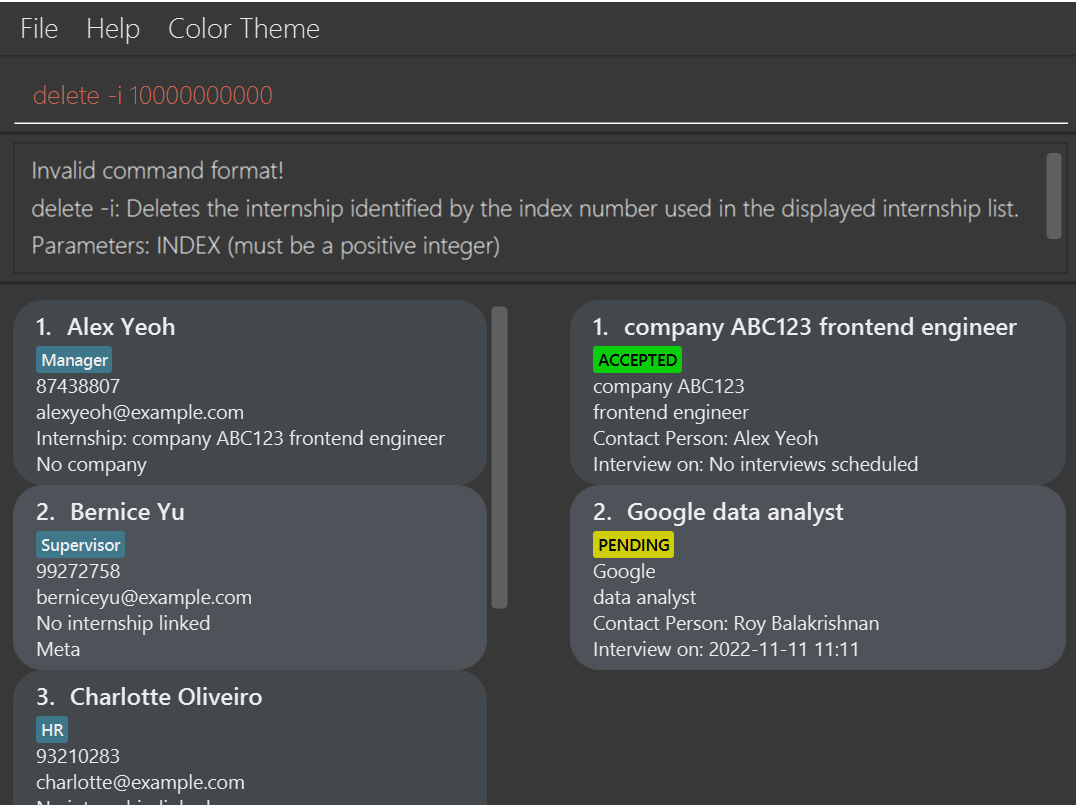 File Help Color Theme
delete -i 10000000000
Invalid command format!
delete -i: Deletes the internship identified by the index number used in the displayed internship list.
Parameters: INDEX (must be a positive integer)
1. Alex Yeoh
Manager
87438807
alexyeoh@example.com
Internship: company ABC123 frontend engineer
No company
2. Bernice Yu
Supervisor
99272758
berniceyu@example.com
No internship linked
Meta
3. Charlotte Oliveiro
HR
93210283
charlotte@example.com
1. company ABC123 frontend engineer
ACCEPTED
company ABC123
frontend engineer
Contact Person: Alex Yeoh
Interview on: No interviews scheduled
2. Google data analyst
PENDING
Google
data analyst
Contact Person: Roy Balakrishnan
Interview on: 2022-11-11 11:11